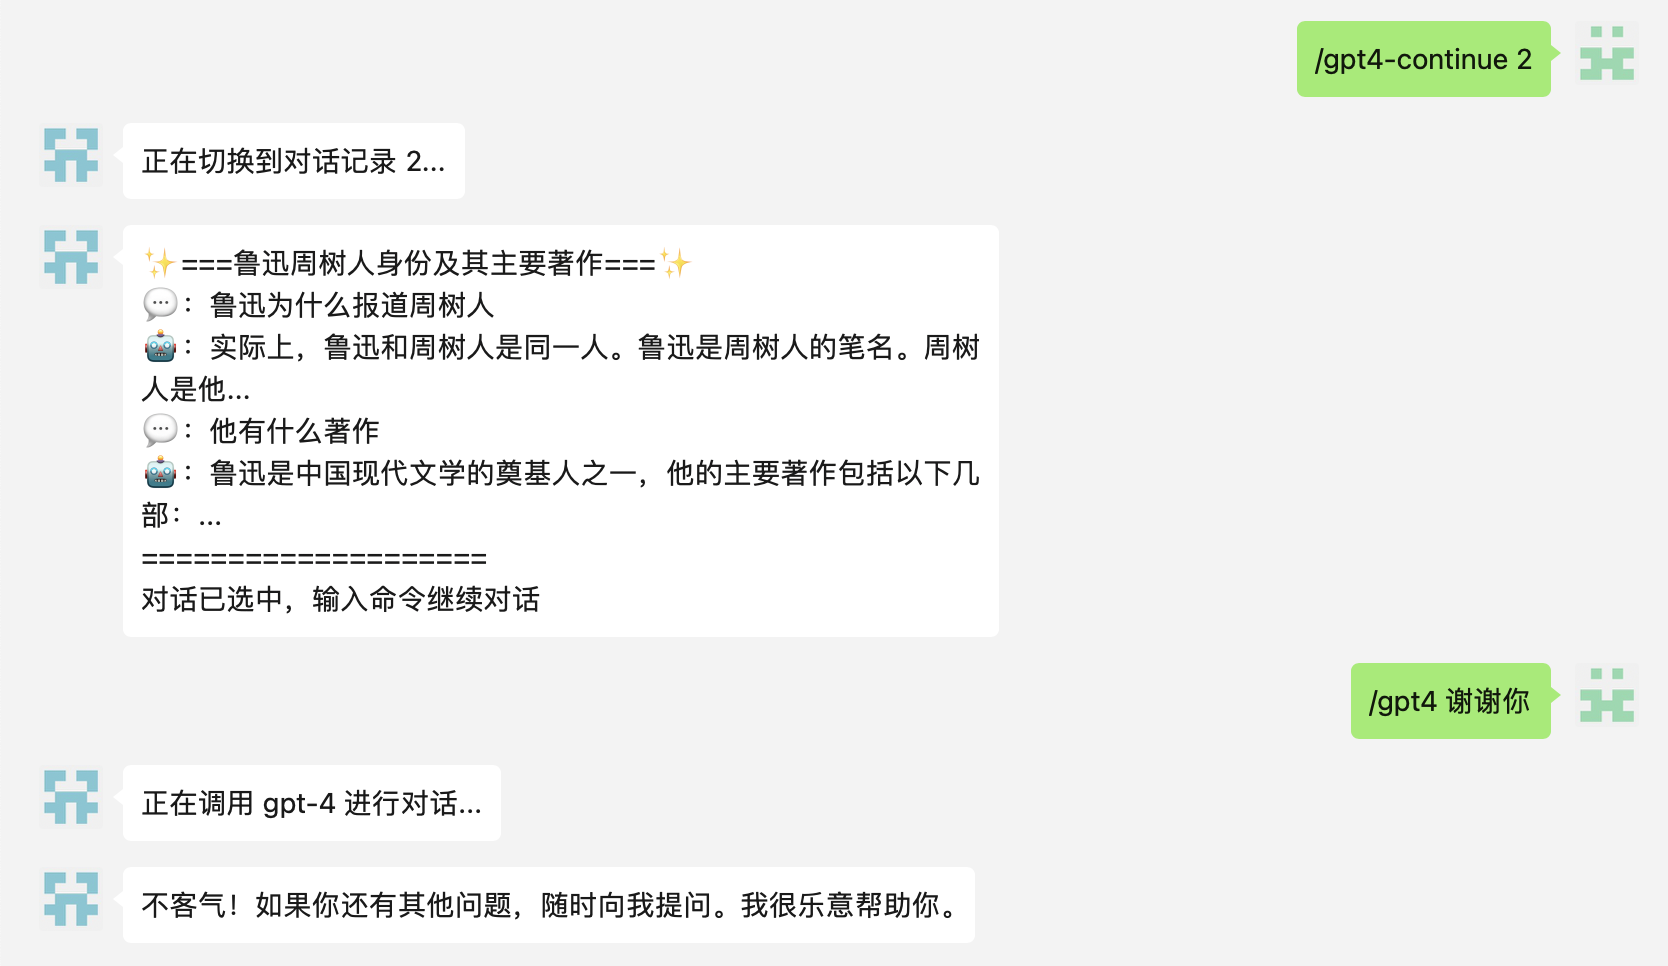 /gpt4-continue 2
正在切换到对话记录 2...
✨===鲁迅周树人身份及其主要著作===✨
💬：鲁迅为什么报道周树人
🤖：实际上，鲁迅和周树人是同一人。鲁迅是周树人的笔名。周树
人是他...
💬：他有什么著作
🤖：鲁迅是中国现代文学的奠基人之一，他的主要著作包括以下几
部：...
====================
对话已选中，输入命令继续对话
/gpt4 谢谢你
正在调用 gpt-4 进行对话...
不客气！如果你还有其他问题，随时向我提问。我很乐意帮助你。